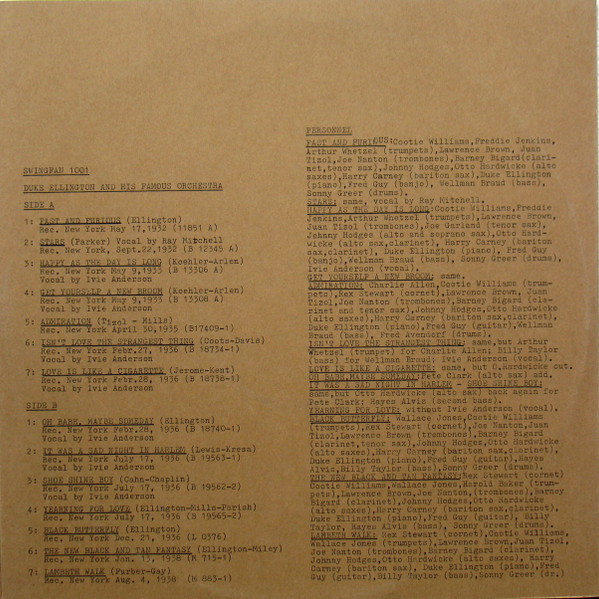 SWINGFAN 1001
DUKE ELLINGTON AND HIS FAMOUS ORCHESTRA
SIDE A
1: FAST AND FURIOUS (Ellington)
Rec. New York May 17,1932 (11851 A)
2: STARS (Parker) Vocal by Ray Mitchell
Rec. New York, Sept.22,1932 (B 12345 A)
3: HAPPY AS THE DAY IS LONG (Koehler-Arlen)
Rec. New York May 9,1933 (B 13306 A)
Vocal by Ivie Anderson
4: GET YOURSELF A NEW BROOM (Koehler-Arlen)
Rec. New York May 9,1933 (B 13308 A)
Vocal by Ivie Anderson
5: ADMIRATION (Tizol - Mills)
Rec. New York April 30,1935 (B17409-1)
6: ISN'T LOVE THE STRANGEST THING (Coots-Davis)
Rec. New York Febr.27, 1936 (B 18734-1)
Vocal by Ivie Anderson
7: LOVE IS LIKE A CIGARETTE (Jerome-Kent)
Rec. New York Febr.28, 1936 (B 18738-1)
Vocal by Ivie Anderson
SIDE B
1: OH BABE, MAYBE SOMEDAY (Ellington)
Rec. New York Febr.28, 1936 (B 18740-1)
Vocal by Ivie Anderson
2: IT WAS A SAD NIGHT IN HARLEM (Lewis-Kresa)
Rec. New York July 17, 1936 (B 19563-1)
Vocal by Ivie Anderson
3: SHOE SHINE BOY (Cahn-Chaplin)
Rec. New York July 17, 1936 (B 19562-2)
Vocal by Ivie Anderson
4: YEARNING FOR LOVE (Ellington-Mills-Parish)
Rec. New York July 17, 1936 (B 19565-2)
5: BLACK BUTTERFLY (Ellington)
Rec. New York Dec. 21, 1936 (L 0376)
6: THE NEW BLACK AND TAN FANTASY (Ellington-Miley)
Rec. New York Jan. 13, 1938 (M 715-1)
7: LAMBETH WALK (Furber-Gay)
Rec. New York Aug. 4, 1938 (M 883-1)
PERSONNEL
FAST AND FURIOUS:Cootie Williams,Freddie Jenkins,
Arthur Whetzel (trumpets),Lawrence Brown, Juan
Tizol,Joe Nanton (trombones),Barney Bigard(clari-
net,tenor sax),Johnny Hodges,Otto Hardwicke (alto
saxes),Harry Carney (bariton sax),Duke Ellington
(piano),Fred Guy (banjo), Wellman Braud (bass),
Sonny Greer (drums).
STARS: same, vocal by Ray Mitchell.
HAPPY AS THE DAY IS LONG:Cootie Williams,Freddie
Jenkins,Arthur Whetzel (trumpets),Lawrence Brown,
Juan Tizol (trombones),Joe Garland (tenor sax),
Johnny Hodges (alto and soprano sax),Otto Hard-
wicke (alto sax,clarinet), Harry Carney (bariton
sax,clarinet), Duke Ellington (piano), Fred Guy
(banjo),Wellman Braud (bass), Sonny Greer (drums),
Ivie Anderson (vocal).
GET YOURSELF A NEW BROOM: same.
ADMIRATION: Charlie Allen,Cootie Williams (trum-
pets),Rex Stewart (cornet),Lawrence Brown, Juan
Tizol,Joe Nanton (trombones),Barney Bigard (cla-
rinet and tenor sax), Johnny Hodges,Otto Hardwicke
(alto saxes),Harry Carney (bariton sax,clarinet),
Duke Ellington (piano),Fred Guy (guitar),Wellman
Braud (bass), Fred Avendorf (drums).
ISN'T LOVE THE STRANGEST THING: same,but Arthur
Whetzel (trumpet) for Charlie Allen; Billy Taylor
(bass) for Wellman Braud; Ivie Anderson (vocal).
LOVE IS LIKE A CIGARETTE: same, but O.Hardwicke out.
OH BABE,MAYBE SOMEDAY:Pete Clark (alto sax) add.
IT WAS A SAD NIGHT IN HARLEM - SHOE SHINE BOY:
same,but Otto Hardwicke (alto sax) back again for
Pete Clark; Hayes Alvis (second bass).
YEARNING FOR LOVE: without Ivie Anderson (vocal).
BLACK BUTTERFLY: Wallace Jones,Cootie Williams
(trumpets),Rex Stewart (cornet),Joe Nanton,Juan
Tizol,Lawrence Brown (trombones),Barney Bigard
(clarinet,tenor sax),Johnny Hodges,Otto Hardwicke
(alto saxes),Harry Carney (bariton sax,clarinet),
Duke Ellington (piano),Fred Guy (guitar), Hayes
Alvis,Billy Taylor (bass),Sonny Greer (drums).
THE NEW BLACK AND TAN FANTASY:Rex Stewart (cornet)
Cootie Williams,Wallace Jones,Harold Baker (trum-
pets),Lawrence Brown,Joe Nanton,(trombones),Barney
Bigard (clarinet),Johnny Hodges,Otto Hardwicke
(alto saxes),Harry Carney (bariton sax,clarinet),
Duke Ellington (piano),Fred Guy (guitar), Billy
Taylor,Hayes Alvis (bass), Sonny Greer (drums).
LAMBETH WALK: Rex Stewart (cornet),Cootie Williams,
Wallace Jones (trumpets),Lawrence Brown,Juan Tizol,
Joe Nanton (trombones),Barney Bigard (clarinet),
Johnny Hodges,Otto Hardwicke (alto saxes), Harry
Carney (bariton sax), Duke Ellington (piano),Fred
Guy (guitar),Billy Taylor (bass),Sonny Greer (dr.)